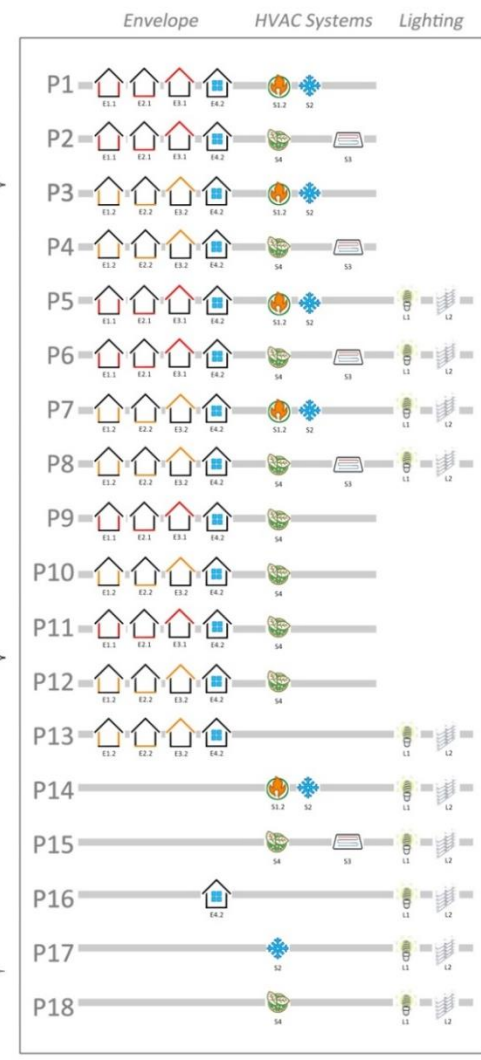 Envelope HVAC Systems Lighting
P1
E1.1 E2.1 E3.1 E4.2 S1.2 S2
P2
E1.1 E2.1 E3.1 E4.2 S4 S3
P3
E1.2 E2.2 E3.2 E4.2 S1.2 S2
P4
E1.2 E2.2 E3.2 E4.2 S4 S3
P5
E1.1 E2.1 E3.1 E4.2 S1.2 S2 L1 L2
P6
E1.1 E2.1 E3.1 E4.2 S4 S3 L1 L2
P7
E1.2 E2.2 E3.2 E4.2 S1.2 S2 L1 L2
P8
E1.2 E2.2 E3.2 E4.2 S4 S3 L1 L2
P9
E1.1 E2.1 E3.1 E4.2 S4
P10
E1.2 E2.2 E3.2 E4.2 S4
P11
E1.1 E2.1 E3.1 E4.2 S4
P12
E1.2 E2.2 E3.2 E4.2 S4
P13
E1.2 E2.2 E3.2 E4.2 L1 L2
P14
S1.2 S2 L1 L2
P15
S4 S3 L1 L2
P16
E4.2 L1 L2
P17
S2 L1 L2
P18
S4 L1 L2